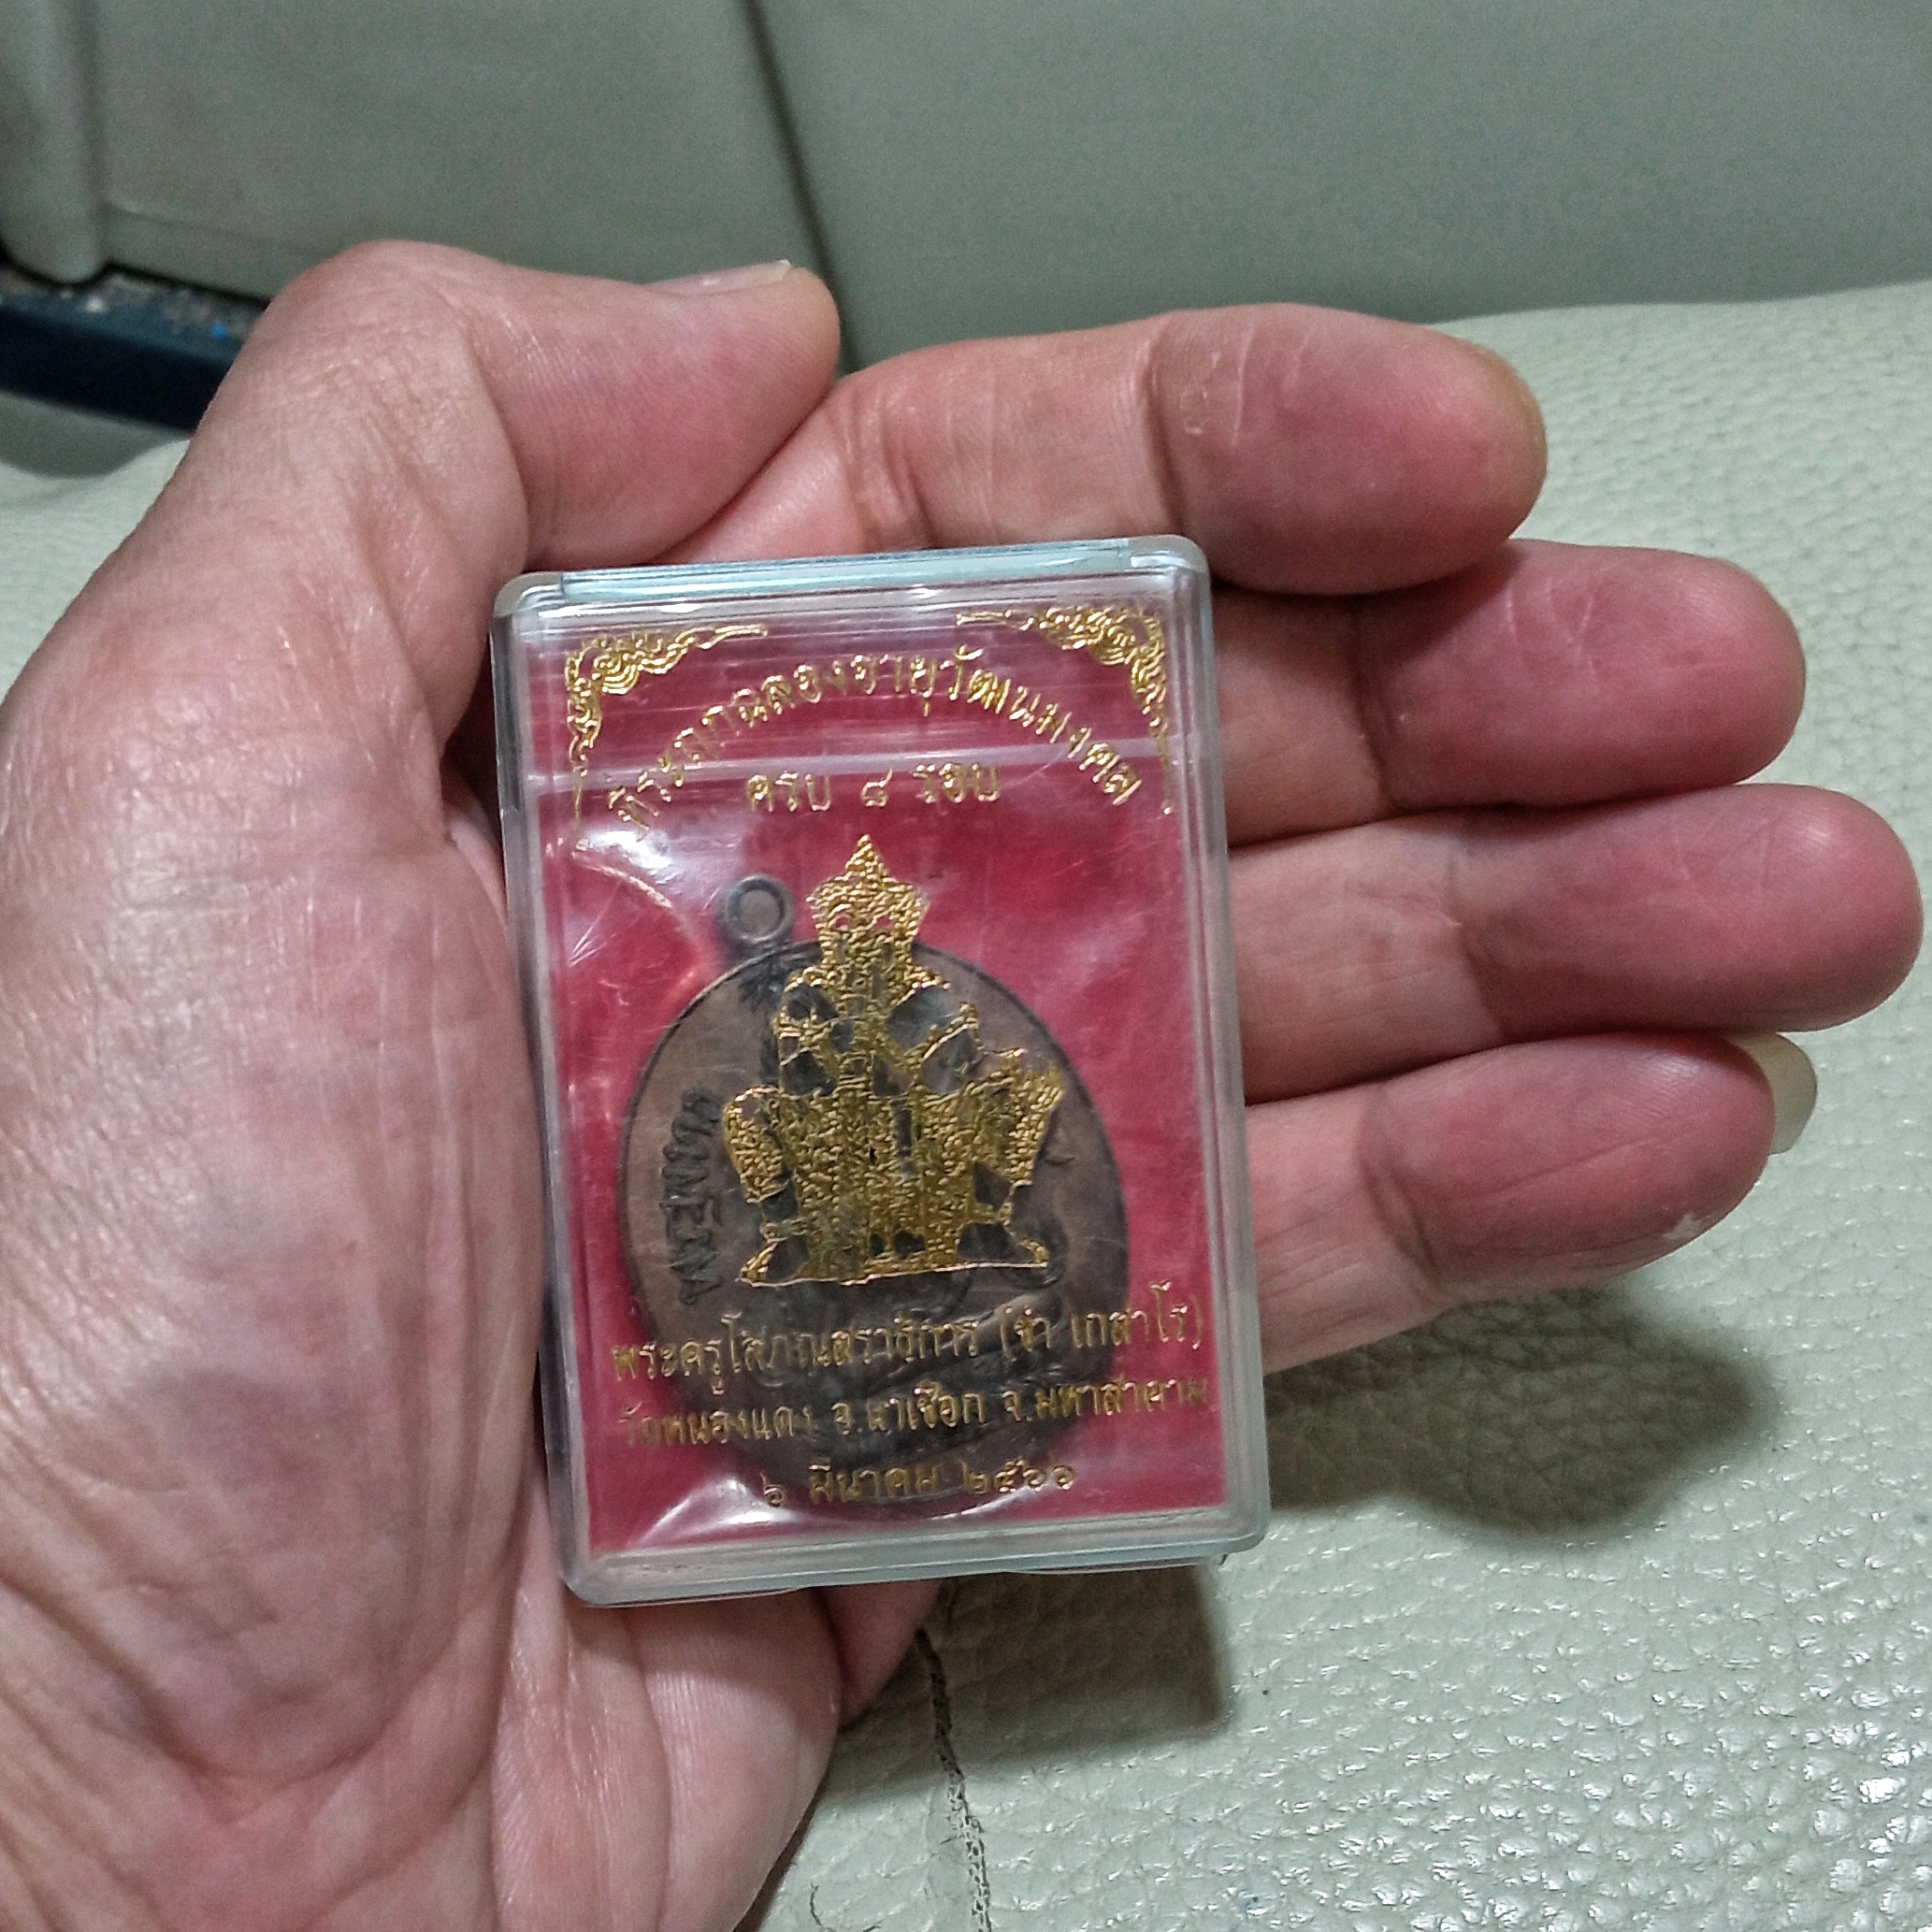 ที่ระฤกฉลองอายุวัฒนมงคล
ครบ ๘ รอบ
พระครูโสภณสราธิการ (ขำ เกสาโร)
วัดหนองแดง อ.นาเชือก จ.มหาสารคาม
๖ มีนาคม ๒๕๖๖